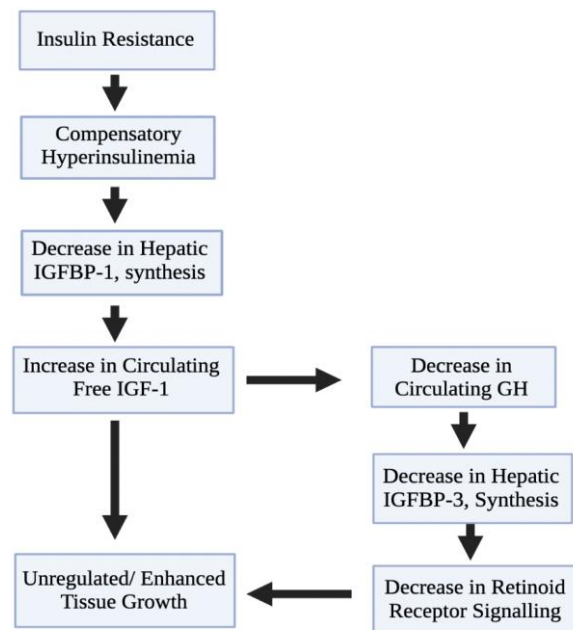 Insulin Resistance
Compensatory
Hyperinsulinemia
Decrease in Hepatic
IGFBP-1, synthesis
Increase in Circulating
Free IGF-1
Decrease in
Circulating GH
Decrease in Hepatic
IGFBP-3, Synthesis
Decrease in Retinoid
Receptor Signalling
Unregulated/ Enhanced
Tissue Growth